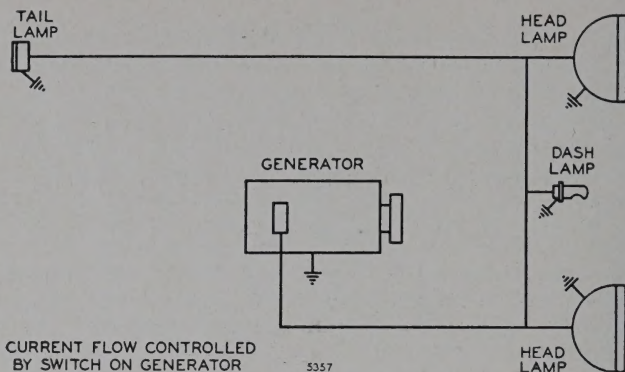 TAIL
LAMP
HEAD
LAMP
GENERATOR
DASH
LAMP
CURRENT FLOW CONTROLLED
BY SWITCH ON GENERATOR
5357
HEAD
LAMP